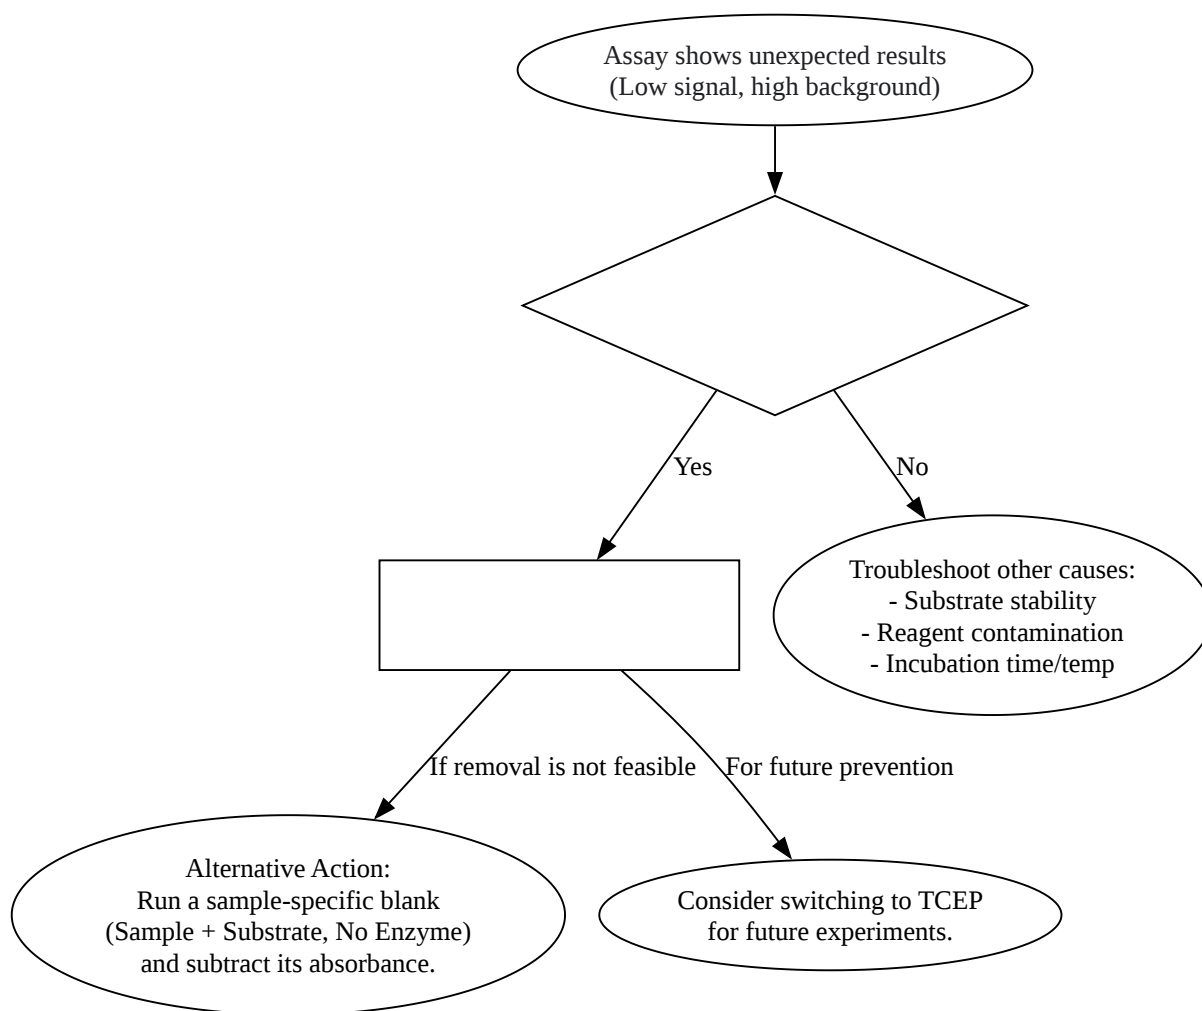 Assay shows unexpected results
(Low signal, high background)
Yes
No
Troubleshoot other causes:
- Substrate stability
- Reagent contamination
- Incubation time/temp
If removal is not feasible
For future prevention
Alternative Action:
Run a sample-specific blank
(Sample + Substrate, No Enzyme)
and subtract its absorbance.
Consider switching to TCEP
for future experiments.